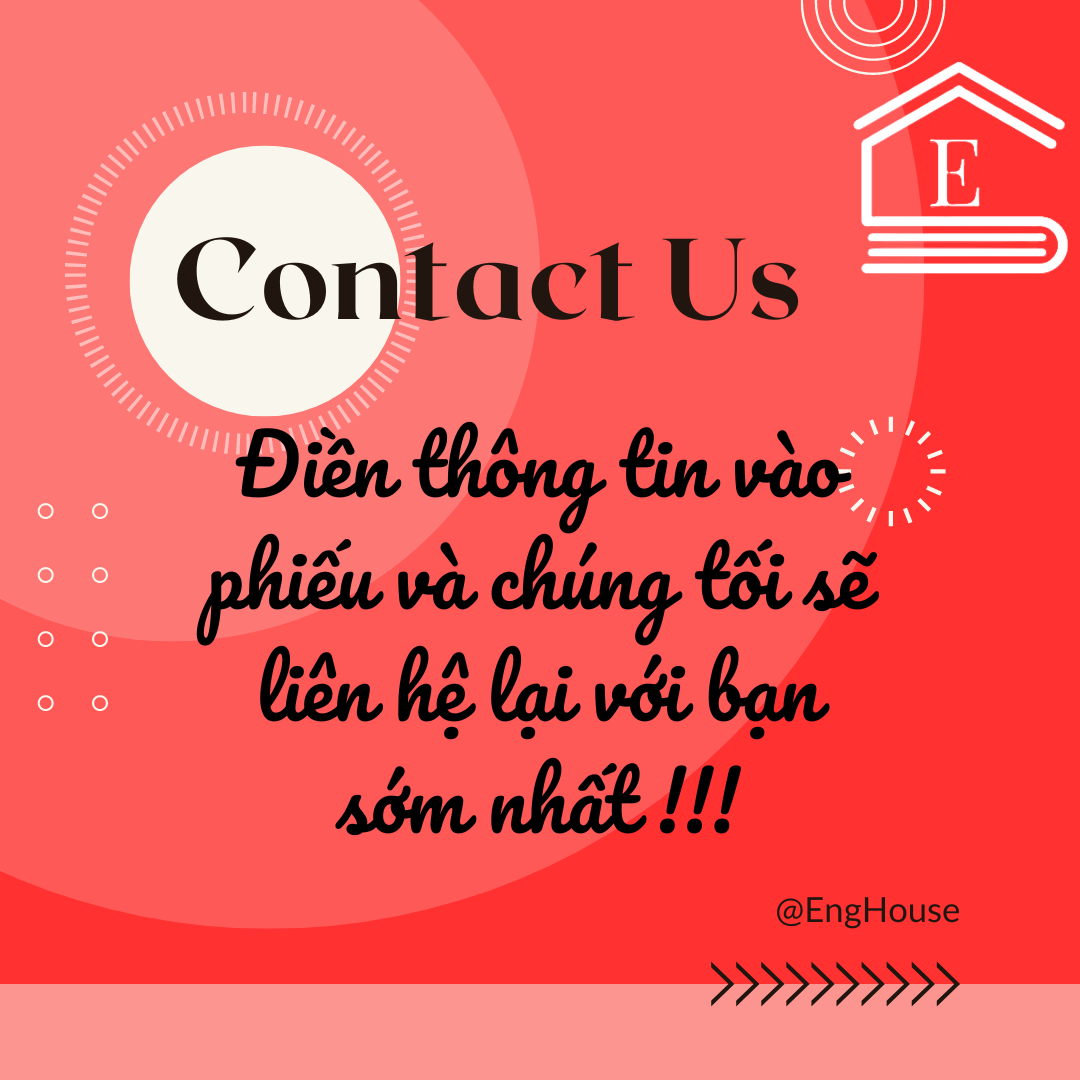 E
Contact Us
Điền thông tin vào
phiếu và chúng tối sẽ
liên hệ lại với bạn
sớm nhất !!!
@EngHouse